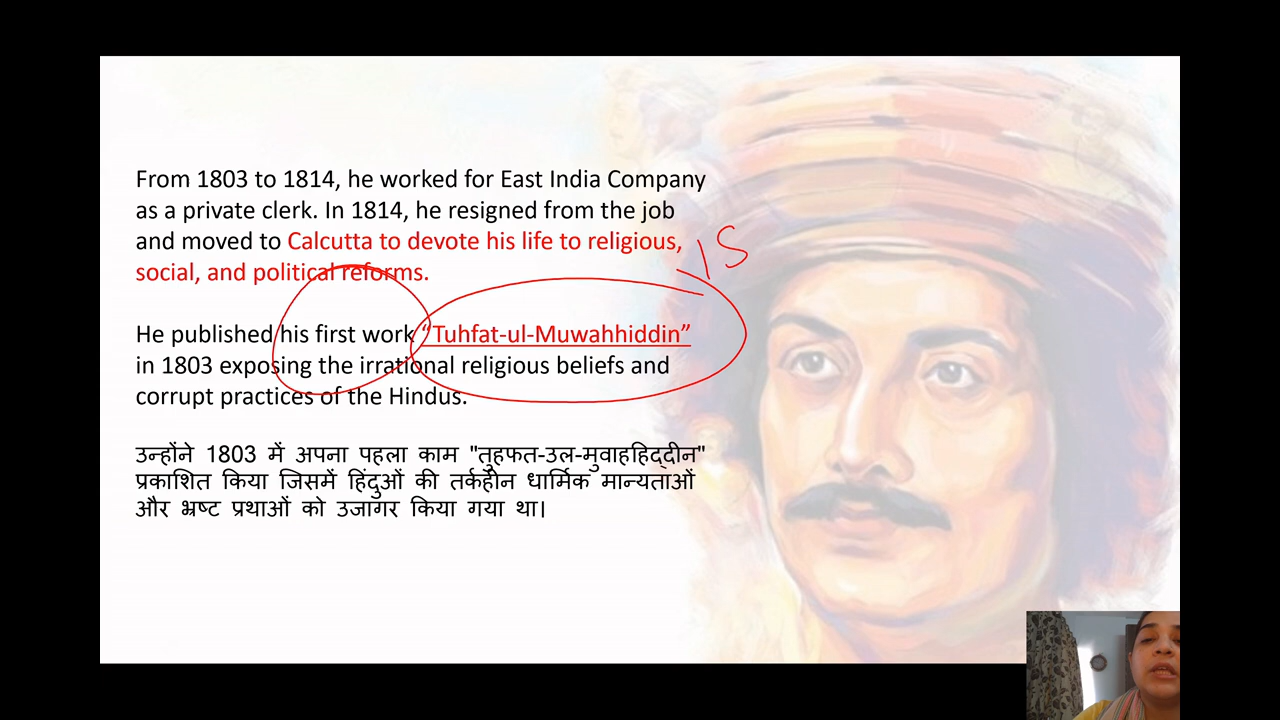 From 1803 to 1814, he worked for East India Company
as a private clerk. In 1814, he resigned from the job
and moved to Calcutta to devote his life to religious,
social, and political reforms.
VS
He published his first work “Tuhfat-ul-Muwahhiddin”
in 1803 exposing the irrational religious beliefs and
corrupt practices of the Hindus.
उन्होंने 1803 में अपना पहला काम "तुहफत-उल-मुवाहहिद्दीन"
प्रकाशित किया जिसमें हिंदुओं की तर्कहीन धार्मिक मान्यताओं
और भ्रष्ट प्रथाओं को उजागर किया गया था।